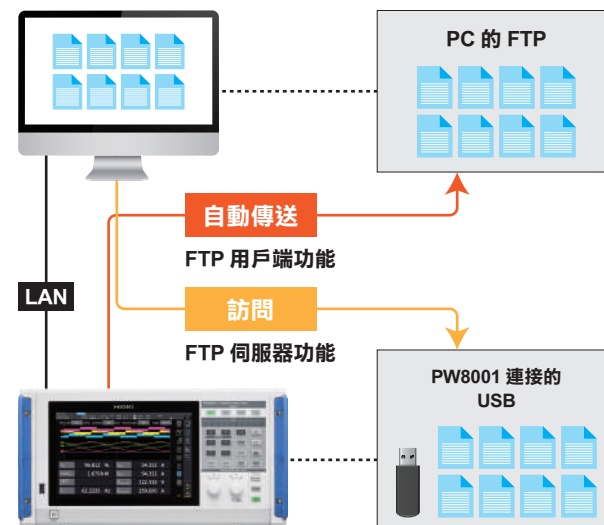 PC 的 FTP
自動傳送
FTP 用戶端功能
LAN
訪問
FTP 伺服器功能
PW8001 連接的
USB
HIOKI